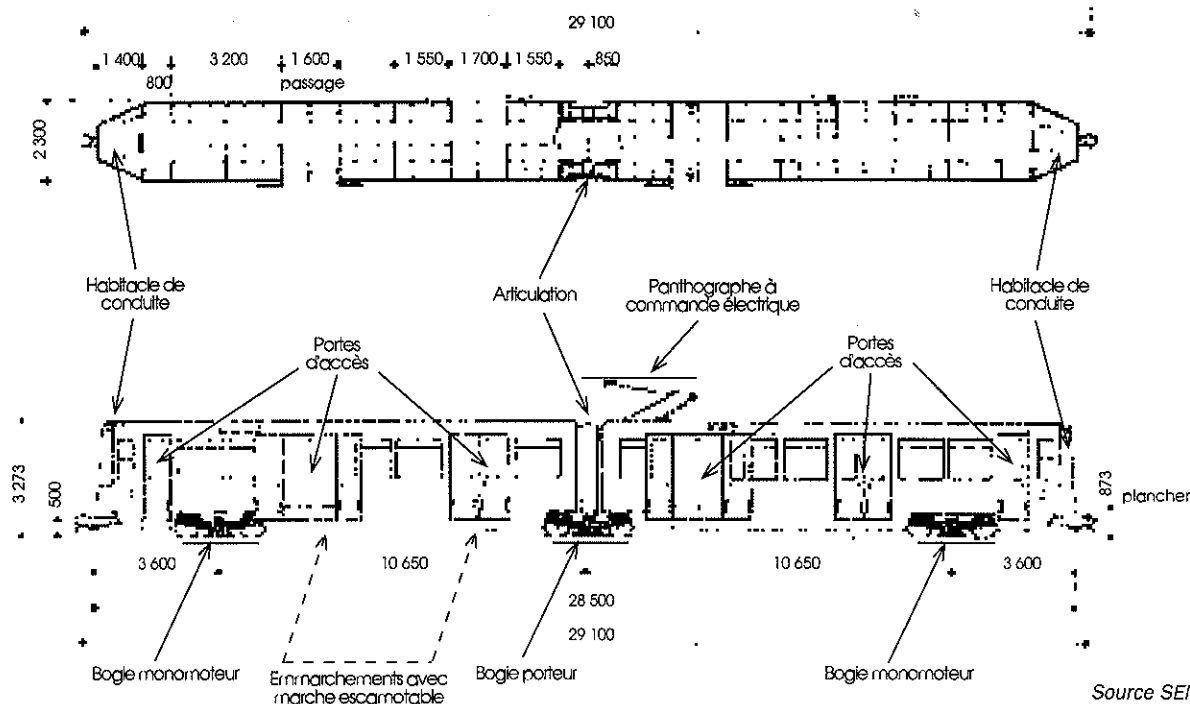 29 100
1 400 3 200 1 600 1 550 1 700 1 550 850
800 passage
2 300
Habitacle de
conduite
Articulation
Panthographe à
commande électrique
Habitacle de
conduite
Portes
d'accès
Portes
d'accès
3 273
500
873
plancher
3 600 10 650 10 650 3 600
28 500
29 100
Bogie monomoteur
Emmarchements avec
marche escamotable
Bogie porteur
Bogie monomoteur
Source SEI